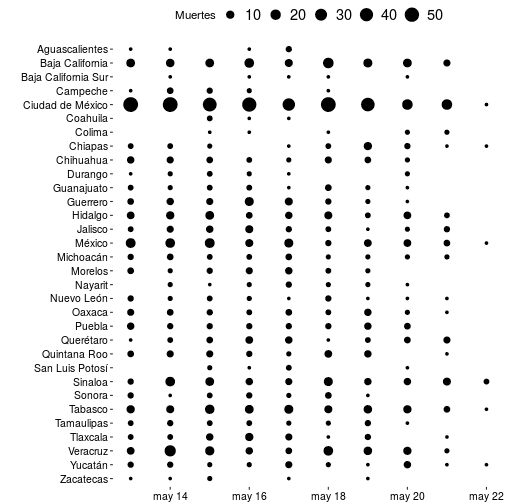 Muertes 10 20 30 40 50
Aguascalientes
Baja California
Baja California Sur
Campeche
Ciudad de México
Coahuila
Colima
Chiapas
Chihuahua
Durango
Guanajuato
Guerrero
Hidalgo
Jalisco
México
Michoacán
Morelos
Nayarit
Nuevo León
Oaxaca
Puebla
Querétaro
Quintana Roo
San Luis Potosí
Sinaloa
Sonora
Tabasco
Tamaulipas
Tlaxcala
Veracruz
Yucatán
Zacatecas
may 14 may 16 may 18 may 20 may 22